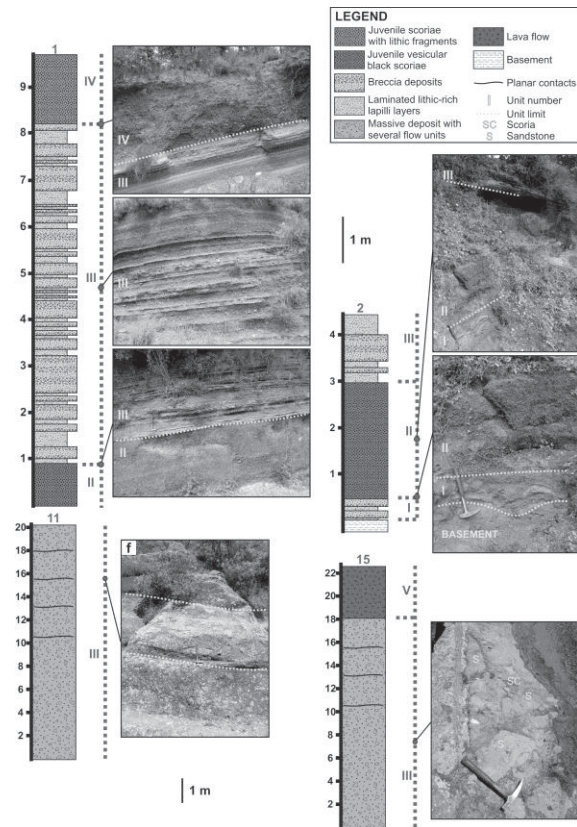 LEGEND
Juvenile scoriae
with lithic fragments
Juvenile vesicular
black scoriae
Breccia deposits
Laminated lithic-rich
lapilli layers
Massive deposit with
several flow units
Lava flow
Basement
Planar contacts
Unit number
Unit limit
SC Scoria
S Sandstone
1
9
8
7
6
5
4
3
2
1
IV
III
II
IV
III
III
III
II
1 m
2
4
3
2
1
III
II
I
III
II
I
II
I
BASEMENT
11
20
18
16
14
12
10
8
6
4
2
III
f
1 m
15
22
20
18
16
14
12
10
8
6
4
2
V
III
S
SC
S
S